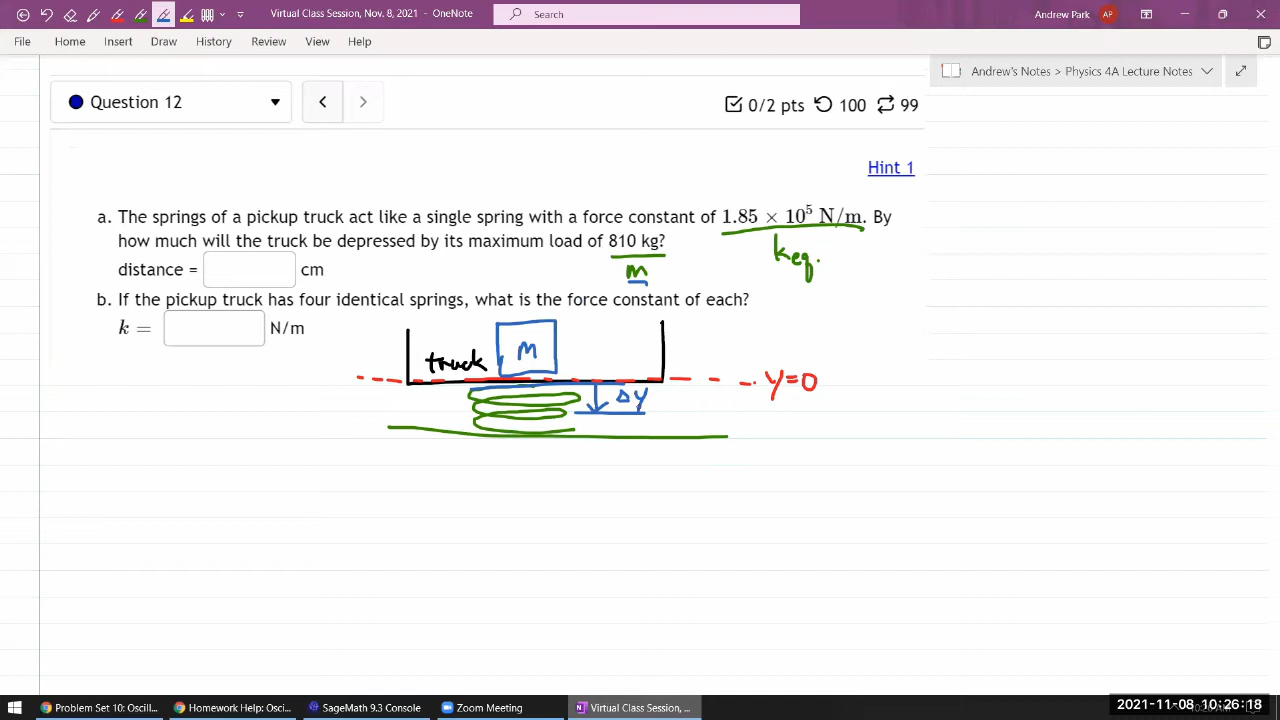 Virtual Class Session, Nov. 8, 2021 - OneNote
Search
Andrew Park AP
File Home Insert Draw History Review View Help
Andrew's Notes > Physics 4A Lecture Notes
Question 12
0/2 pts 100 99
Hint 1
a. The springs of a pickup truck act like a single spring with a force constant of 1.85 × 10⁵ N/m. By
how much will the truck be depressed by its maximum load of 810 kg?
keq.
distance = cm
m
b. If the pickup truck has four identical springs, what is the force constant of each?
k = N/m
truck
m
y=0
Δy
Problem Set 10: Oscill... Homework Help: Osci... SageMath 9.3 Console Zoom Meeting Virtual Class Session, ...
2021-11-08 10:26:18